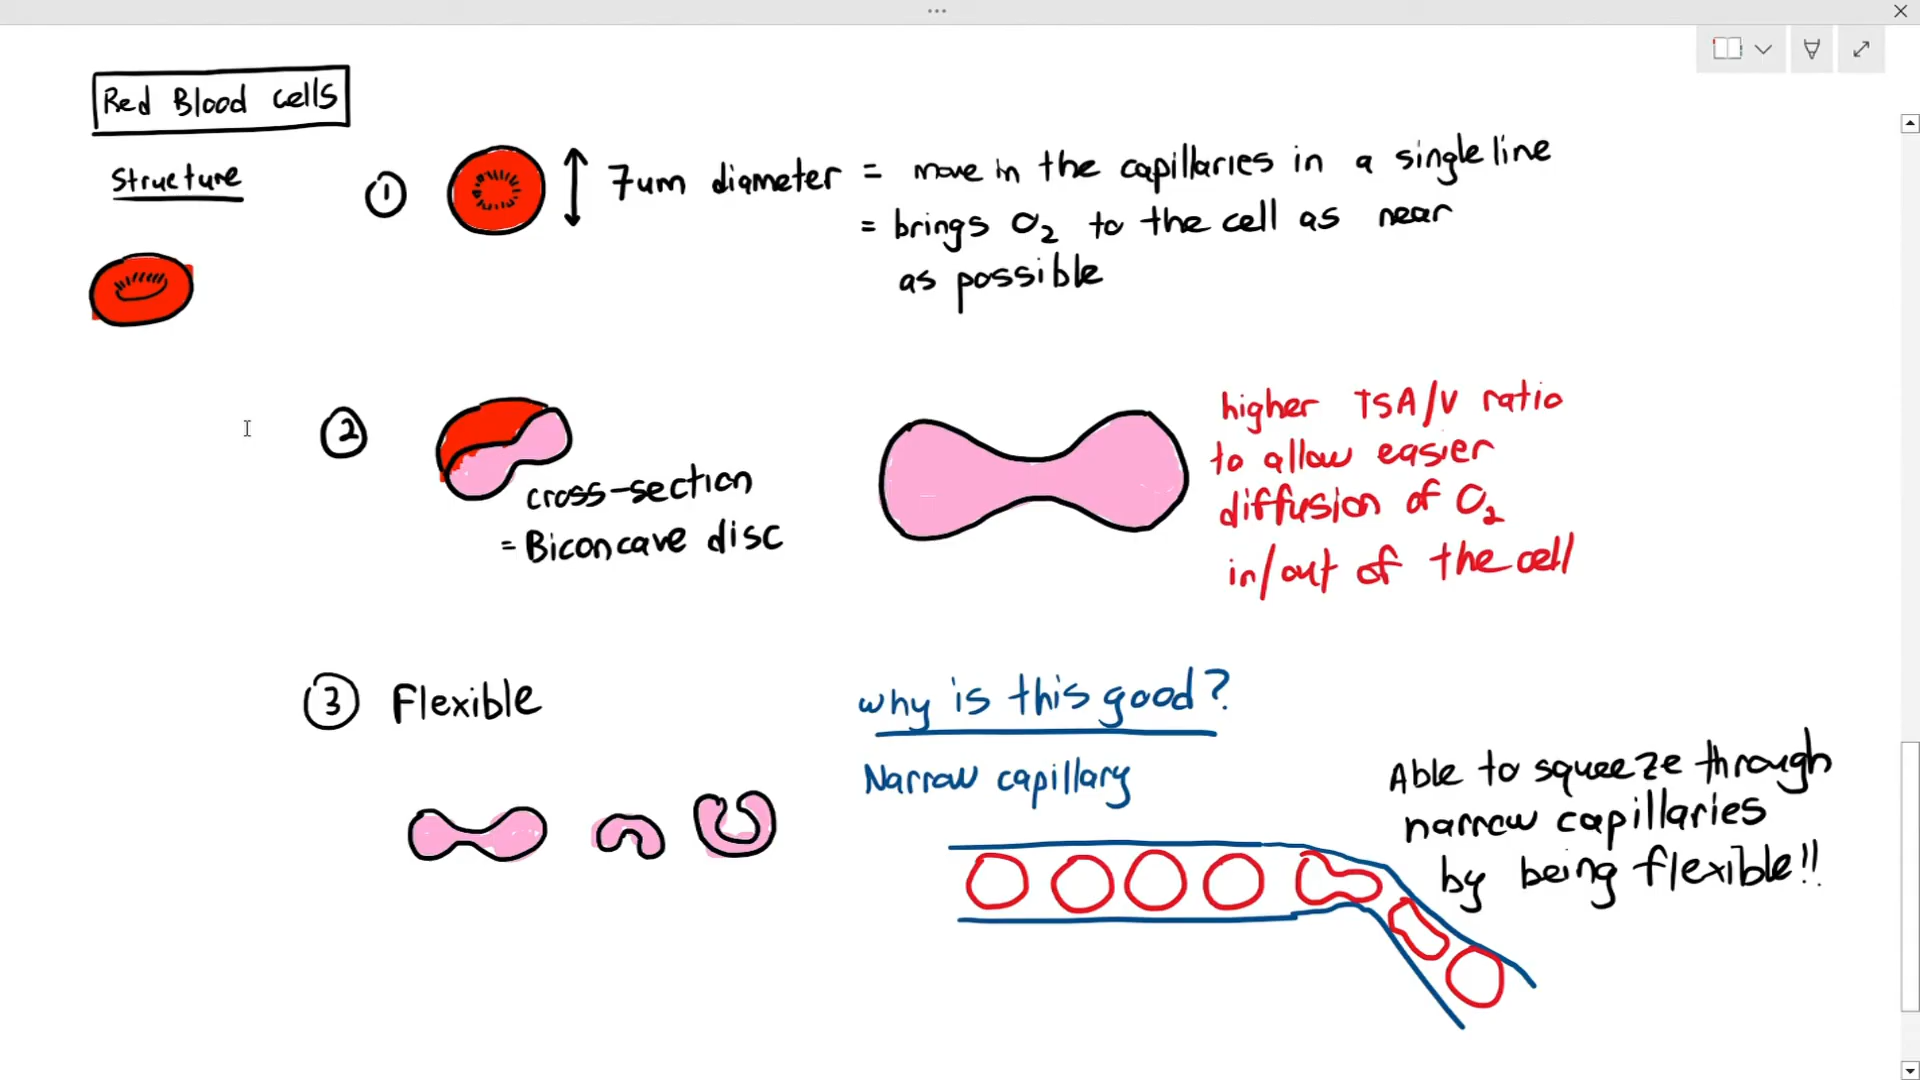 Red Blood Cells
Structure
① 7um diameter = move in the capillaries in a single line
= brings O₂ to the cell as near
as possible
②
cross-section
= Biconcave disc
higher TSA/V ratio
to allow easier
diffusion of O₂
in/out of the cell
③ Flexible
why is this good?
Narrow capillary
Able to squeeze through
narrow capillaries
by being flexible!!